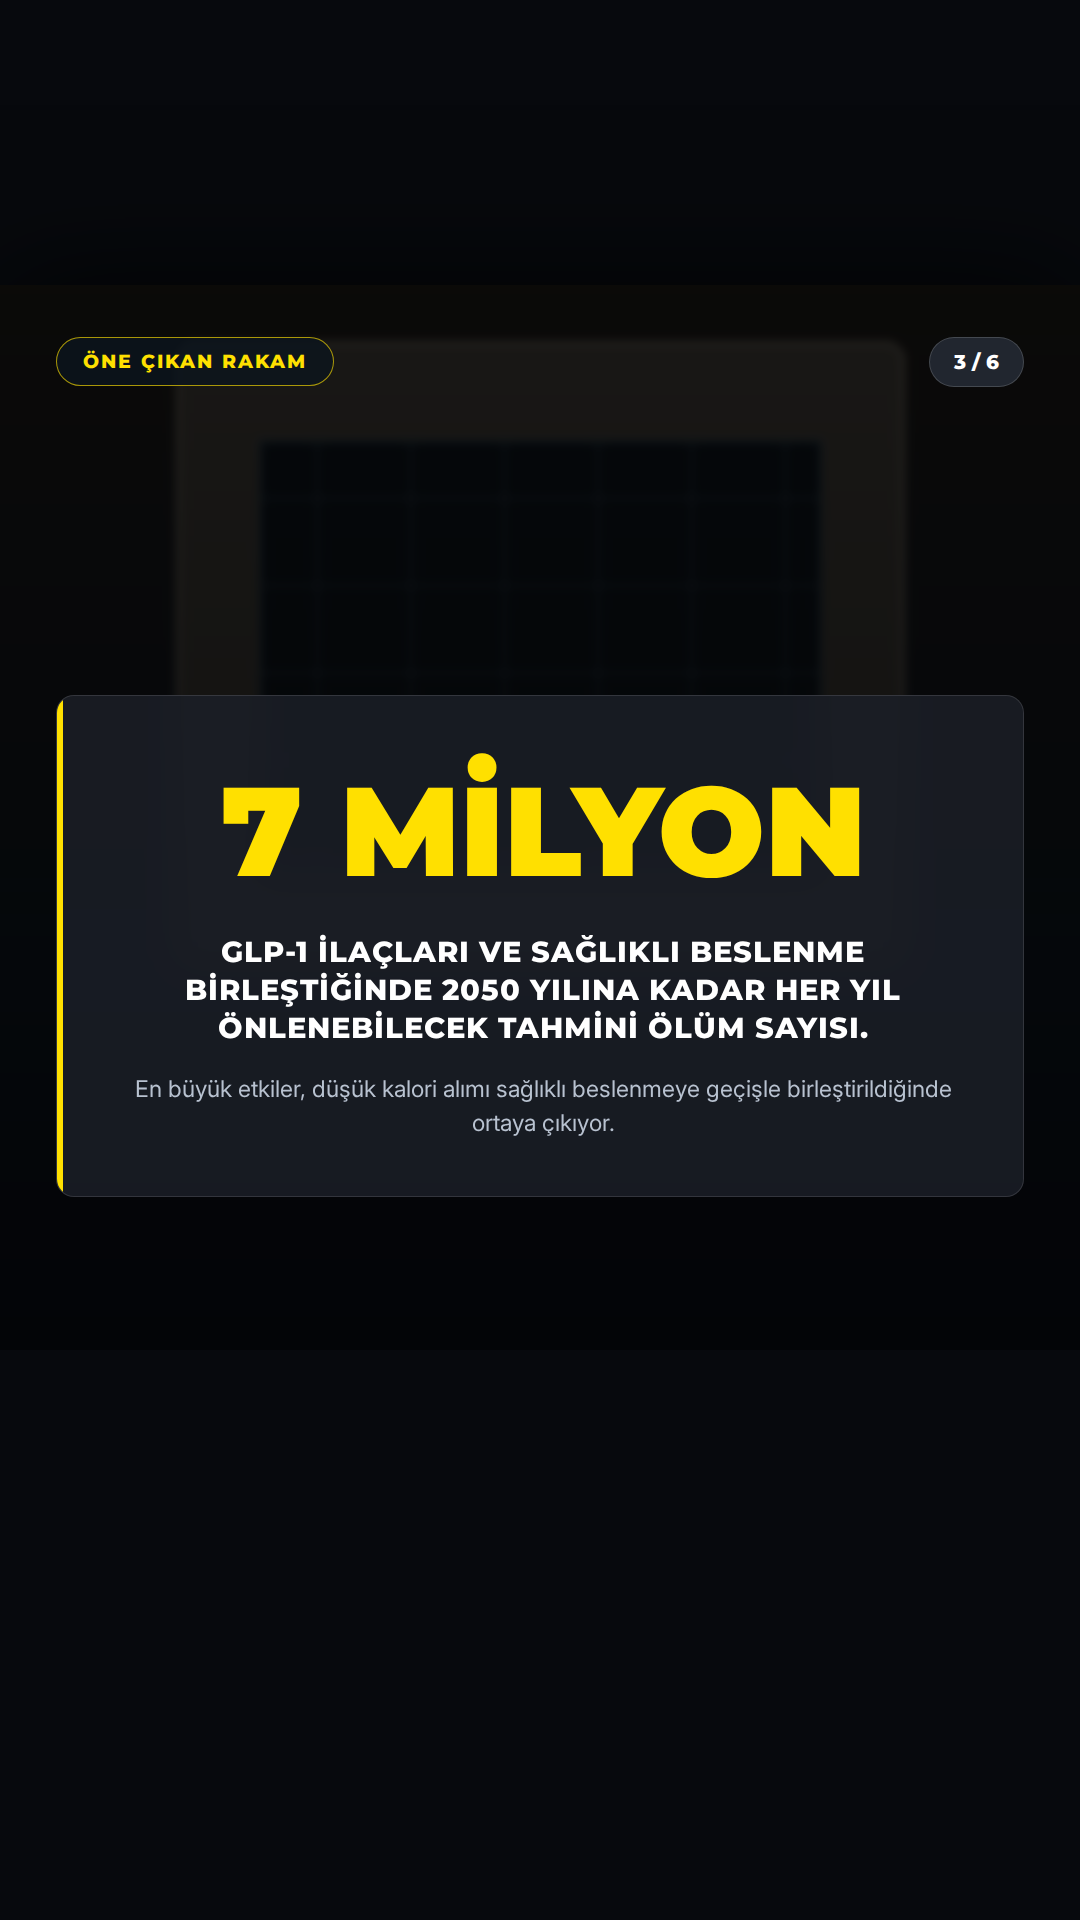 ÖNE ÇIKAN RAKAM
3 / 6
7 MİLYON
GLP-1 İLAÇLARI VE SAĞLIKLI BESLENME
BİRLEŞTİĞİNDE 2050 YILINA KADAR HER YIL
ÖNLENEBİLECEK TAHMİNİ ÖLÜM SAYISI.
En büyük etkiler, düşük kalori alımı sağlıklı beslenmeye geçişle birleştirildiğinde
ortaya çıkıyor.